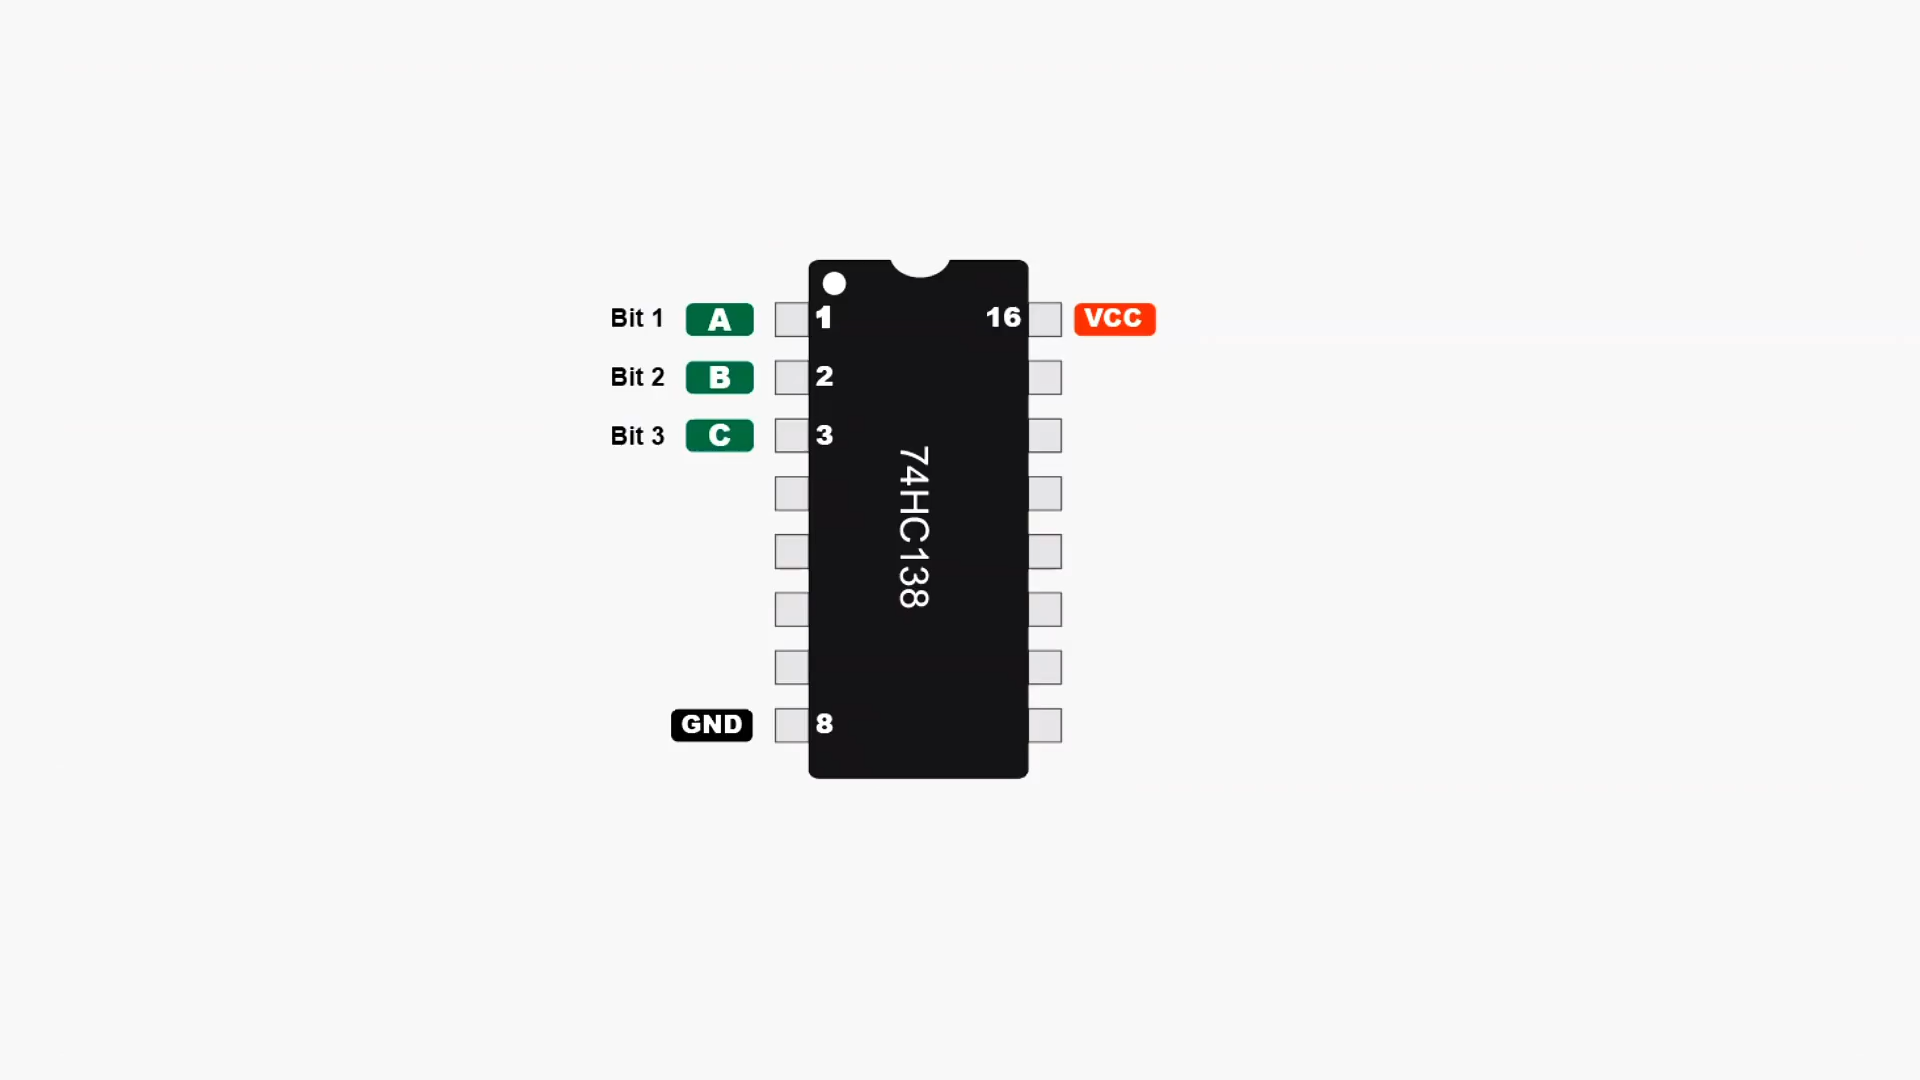 Bit 1 A 1 16 VCC
Bit 2 B 2
Bit 3 C 3
74HC138
GND 8